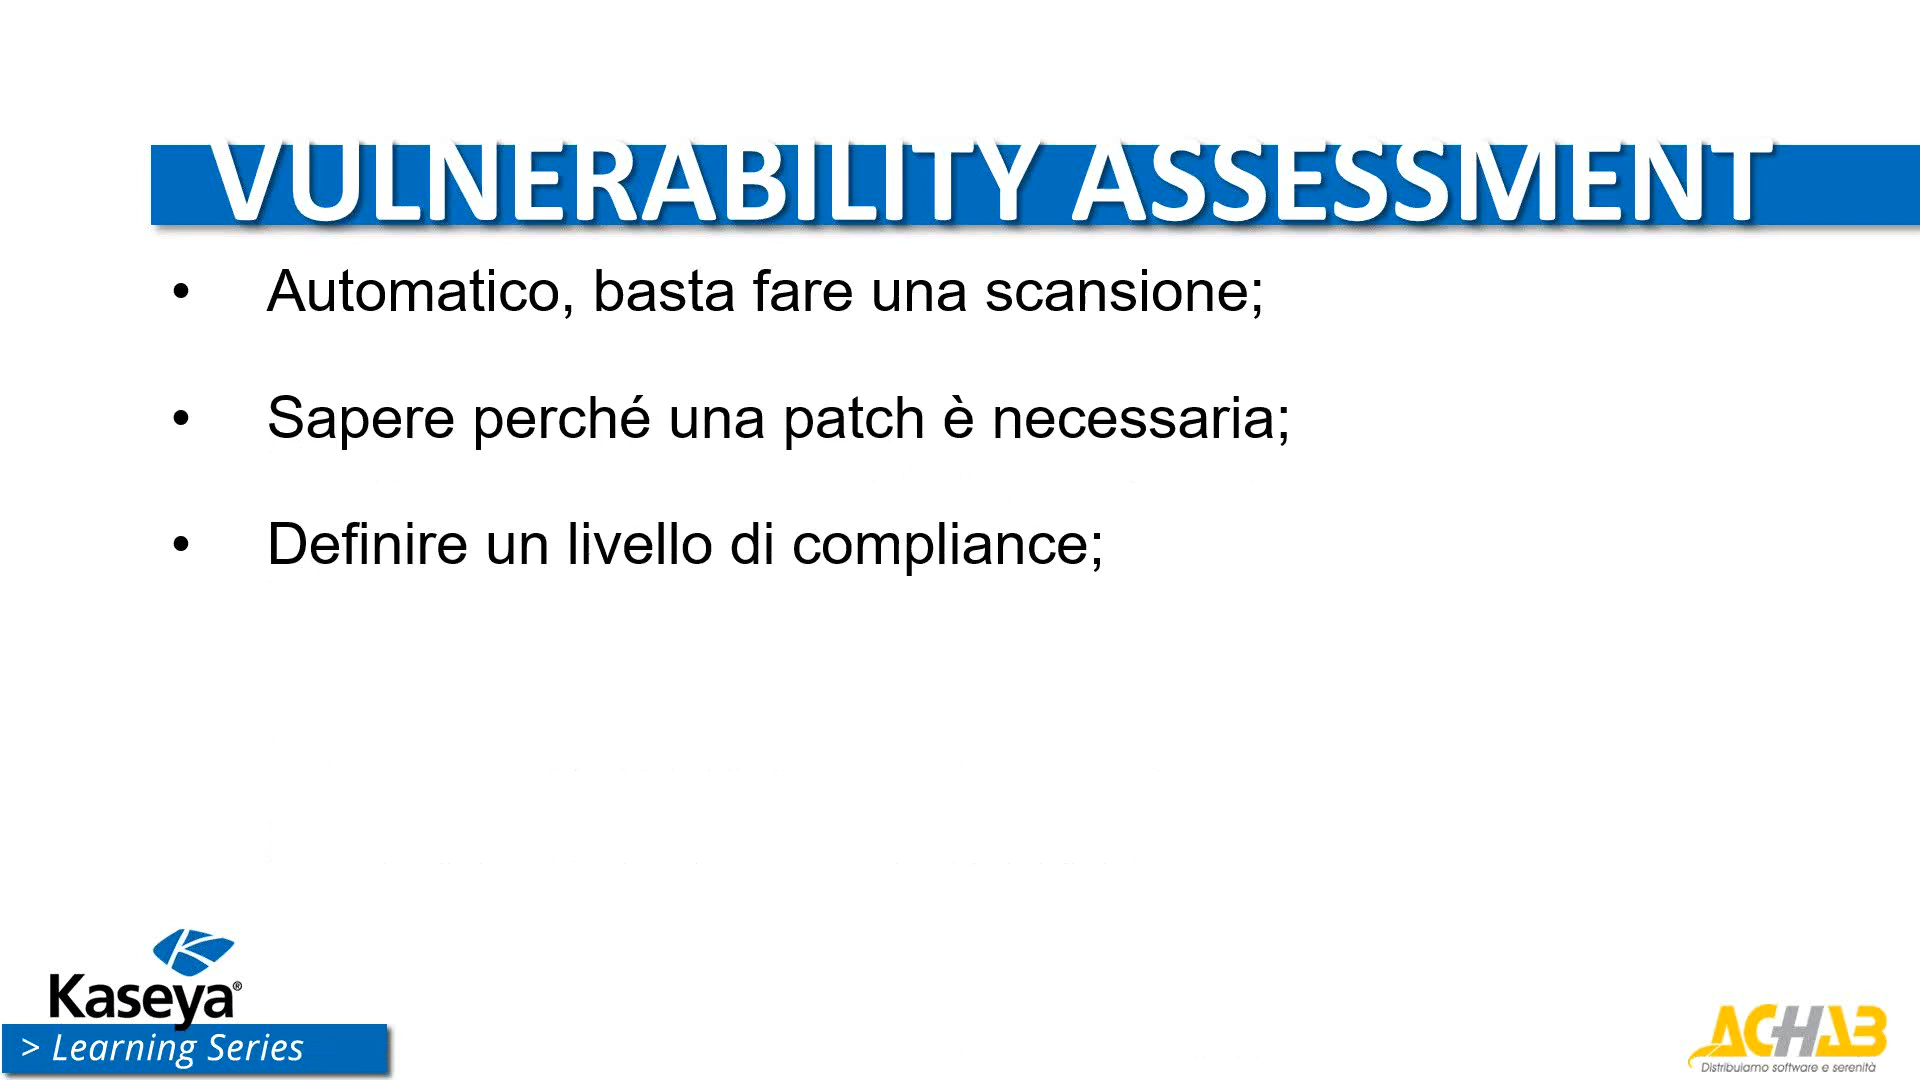 VULNERABILITY ASSESSMENT
• Automatico, basta fare una scansione;
• Sapere perché una patch è necessaria;
• Definire un livello di compliance;
Kaseya®
> Learning Series
ACHAB
Distribuiamo software e serenità